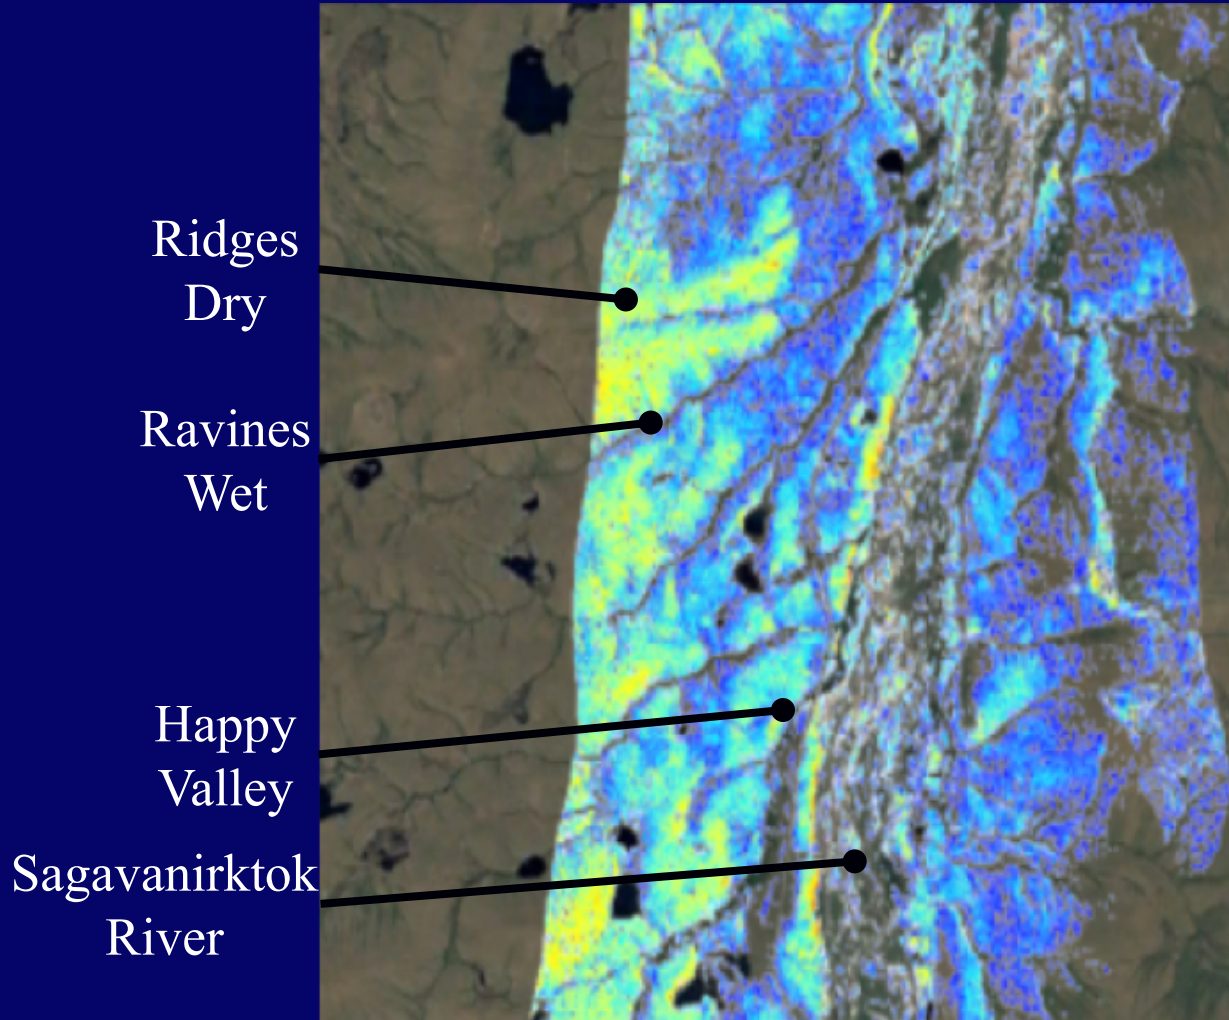 Ridges
Dry
Ravines
Wet
Happy
Valley
Sagavanirktok
River